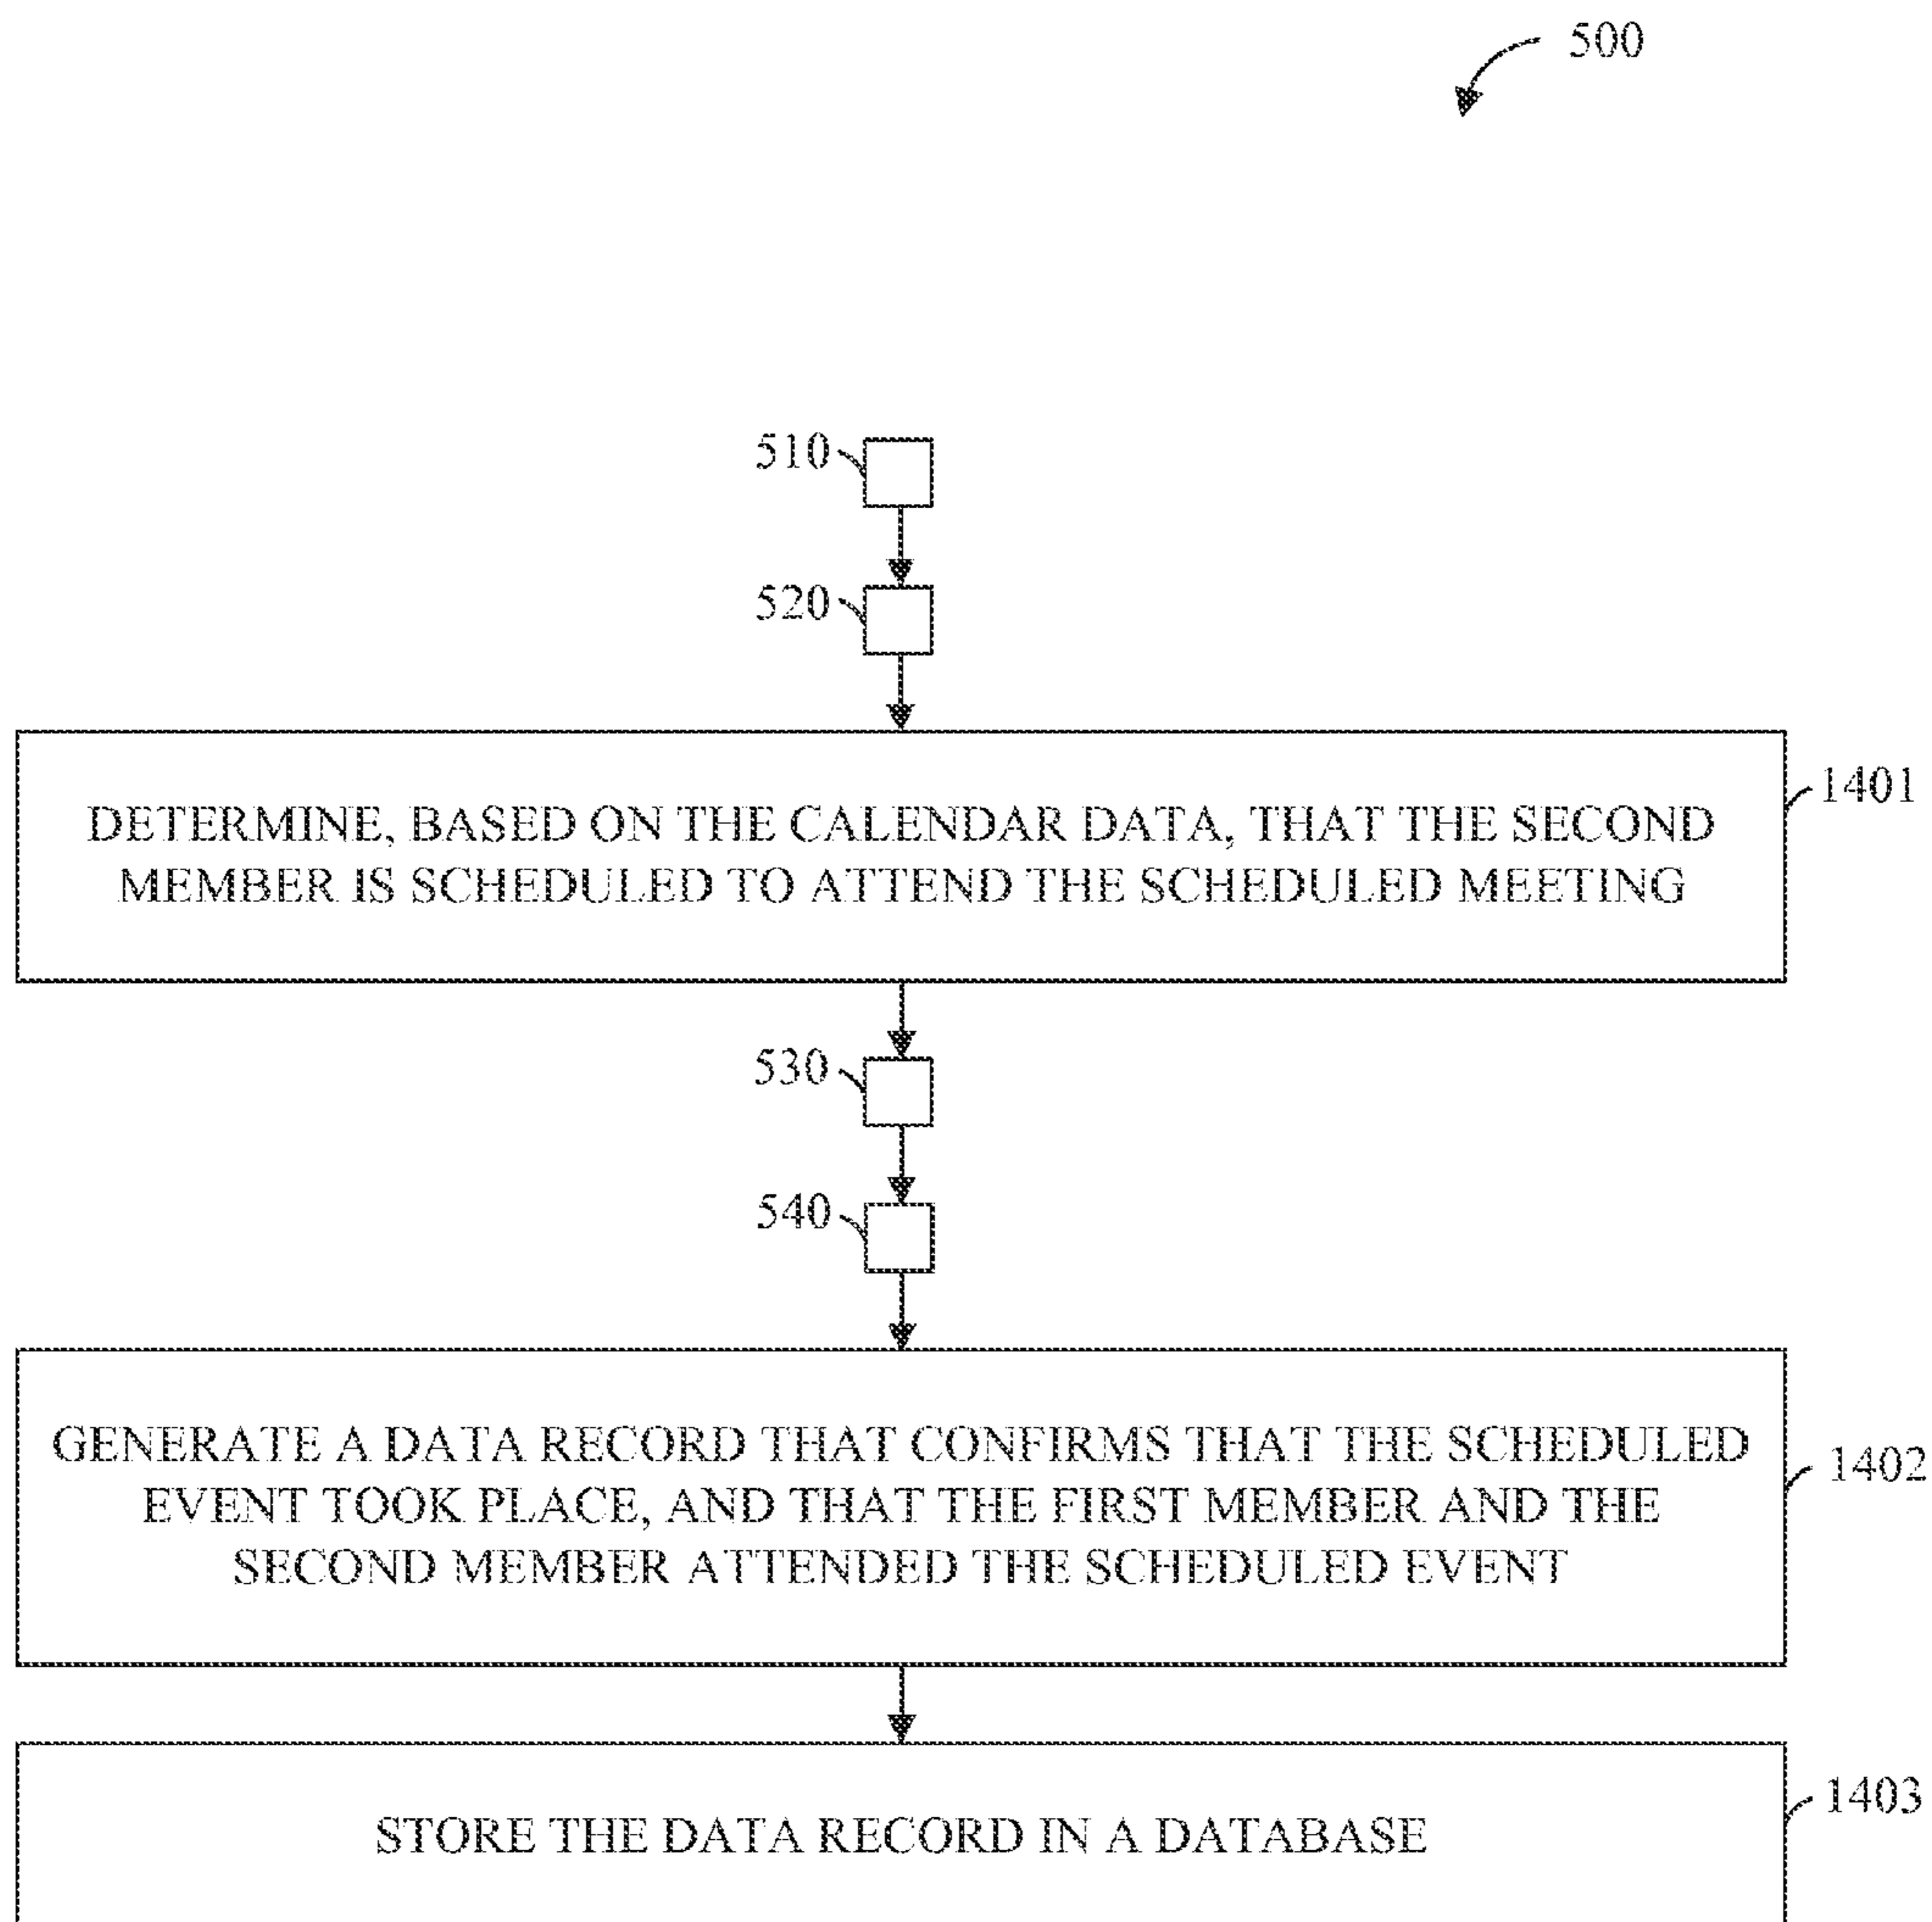 500
510
520
DETERMINE, BASED ON THE CALENDAR DATA, THAT THE SECOND
MEMBER IS SCHEDULED TO ATTEND THE SCHEDULED MEETING
1401
530
540
GENERATE A DATA RECORD THAT CONFIRMS THAT THE SCHEDULED
EVENT TOOK PLACE, AND THAT THE FIRST MEMBER AND THE
SECOND MEMBER ATTENDED THE SCHEDULED EVENT
1402
STORE THE DATA RECORD IN A DATABASE
1403